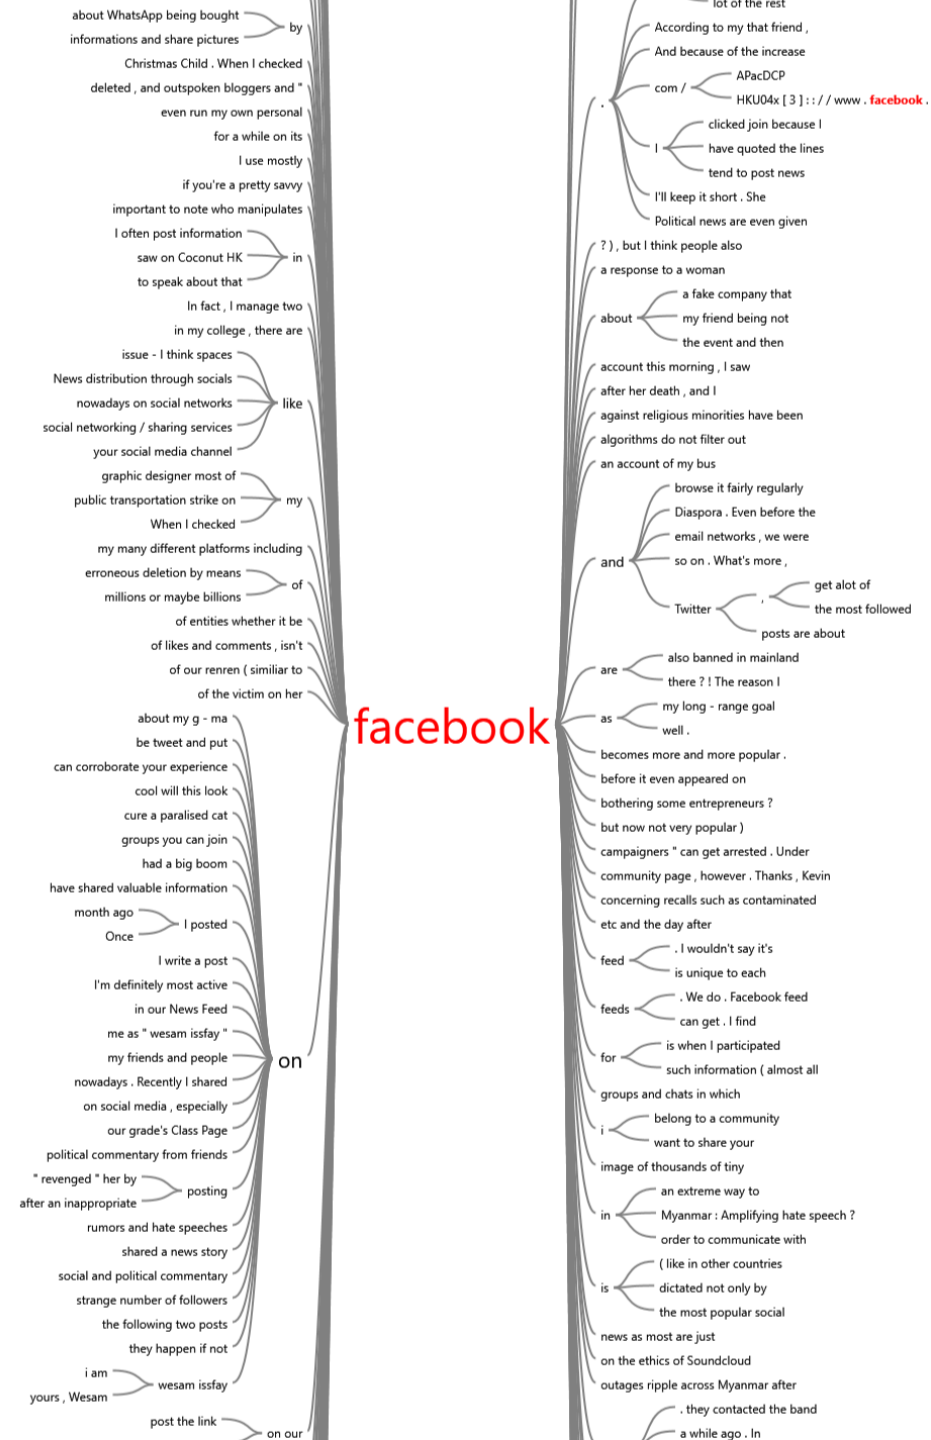 about WhatsApp being bought
informations and share pictures
by
Christmas Child . When I checked
deleted , and outspoken bloggers and "
even run my own personal
for a while on its
I use mostly
if you're a pretty savvy
important to note who manipulates
I often post information
saw on Coconut HK
to speak about that
in
In fact , I manage two
in my college , there are
issue - I think spaces
News distribution through socials
nowadays on social networks
social networking / sharing services
your social media channel
like
graphic designer most of
public transportation strike on
When I checked
my
my many different platforms including
erroneous deletion by means
millions or maybe billions
of
of entities whether it be
of likes and comments , isn't
of our renren ( similiar to
of the victim on her
about my g - ma
be tweet and put
can corroborate your experience
cool will this look
cure a paralised cat
groups you can join
had a big boom
have shared valuable information
month ago
Once
I posted
I write a post
I'm definitely most active
in our News Feed
me as " wesam issfay "
my friends and people
nowadays . Recently I shared
on social media , especially
our grade's Class Page
political commentary from friends
" revenged " her by
after an inappropriate
posting
rumors and hate speeches
shared a news story
social and political commentary
strange number of followers
the following two posts
they happen if not
i am
yours , Wesam
wesam issfay
on
post the link
on our
facebook
lot of the rest
According to my that friend ,
And because of the increase
com /
APacDCP
HKU04x [ 3 ] : : / / www . facebook .
.
I
clicked join because I
have quoted the lines
tend to post news
I'll keep it short . She
Political news are even given
? ) , but I think people also
a response to a woman
about
a fake company that
my friend being not
the event and then
account this morning , I saw
after her death , and I
against religious minorities have been
algorithms do not filter out
an account of my bus
and
browse it fairly regularly
Diaspora . Even before the
email networks , we were
so on . What's more ,
Twitter
,
get alot of
the most followed
posts are about
are
also banned in mainland
there ? ! The reason I
as
my long - range goal
well .
becomes more and more popular .
before it even appeared on
bothering some entrepreneurs ?
but now not very popular )
campaigners " can get arrested . Under
community page , however . Thanks , Kevin
concerning recalls such as contaminated
etc and the day after
feed
. I wouldn't say it's
is unique to each
feeds
. We do . Facebook feed
can get . I find
for
is when I participated
such information ( almost all
groups and chats in which
i
belong to a community
want to share your
image of thousands of tiny
in
an extreme way to
Myanmar : Amplifying hate speech ?
order to communicate with
is
( like in other countries
dictated not only by
the most popular social
news as most are just
on the ethics of Soundcloud
outages ripple across Myanmar after
. they contacted the band
a while ago . In